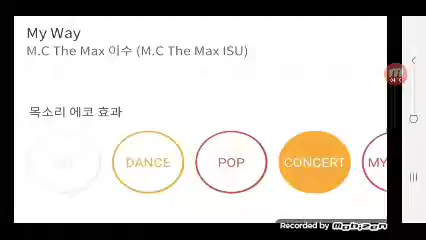 My Way
M.C The Max 이수 (M.C The Max ISU)
목소리 에코 효과
DANCE
POP
CONCERT
MY
Recorded by Mobizen